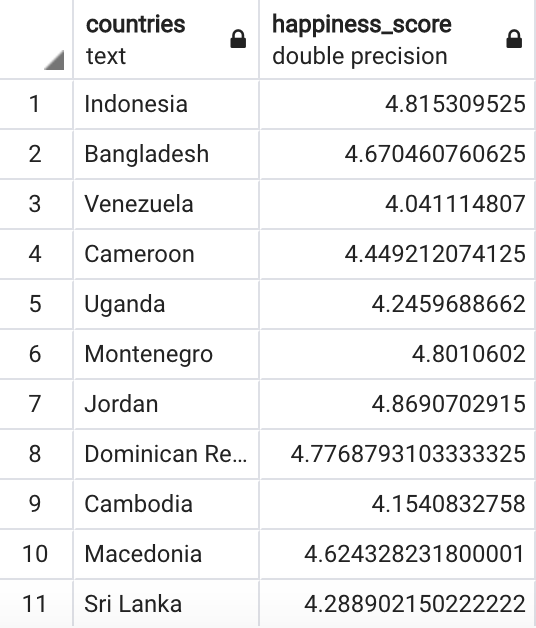 countries happiness_score
text double precision
1 Indonesia 4.815309525
2 Bangladesh 4.670460760625
3 Venezuela 4.041114807
4 Cameroon 4.449212074125
5 Uganda 4.2459688662
6 Montenegro 4.8010602
7 Jordan 4.8690702915
8 Dominican Re... 4.7768793103333325
9 Cambodia 4.1540832758
10 Macedonia 4.624328231800001
11 Sri Lanka 4.288902150222222